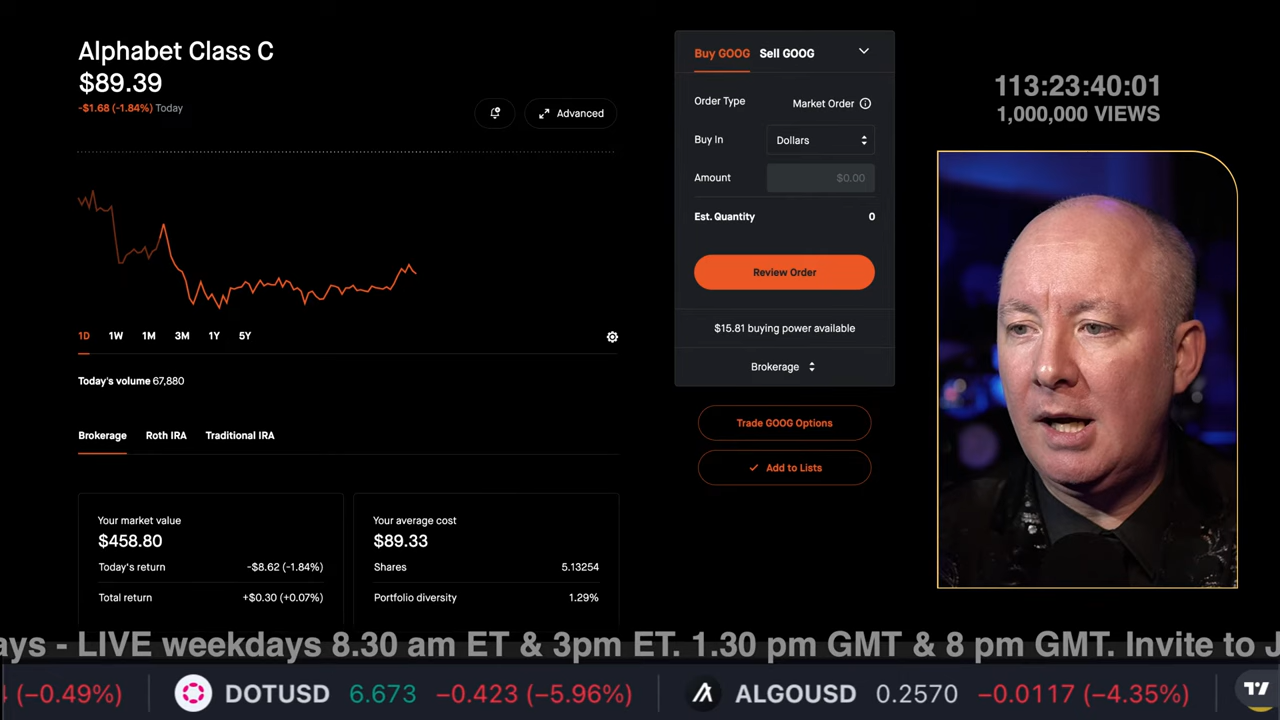 Alphabet Class C
$89.39
-$1.68 (-1.84%) Today
Advanced
1D 1W 1M 3M 1Y 5Y
Today's volume 67,880
Brokerage Roth IRA Traditional IRA
Your market value
$458.80
Today's return -$8.62 (-1.84%)
Total return +$0.30 (+0.07%)
Your average cost
$89.33
Shares 5.13254
Portfolio diversity 1.29%
Buy GOOG Sell GOOG
Order Type Market Order
Buy In Dollars
Amount $0.00
Est. Quantity 0
Review Order
$15.81 buying power available
Brokerage
Trade GOOG Options
Add to Lists
113:23:40:01
1,000,000 VIEWS
ays - LIVE weekdays 8.30 am ET & 3pm ET. 1.30 pm GMT & 8 pm GMT. Invite to J
(−0.49%) DOTUSD 6.673 −0.423 (−5.96%) ALGOUSD 0.2570 −0.0117 (−4.35%)